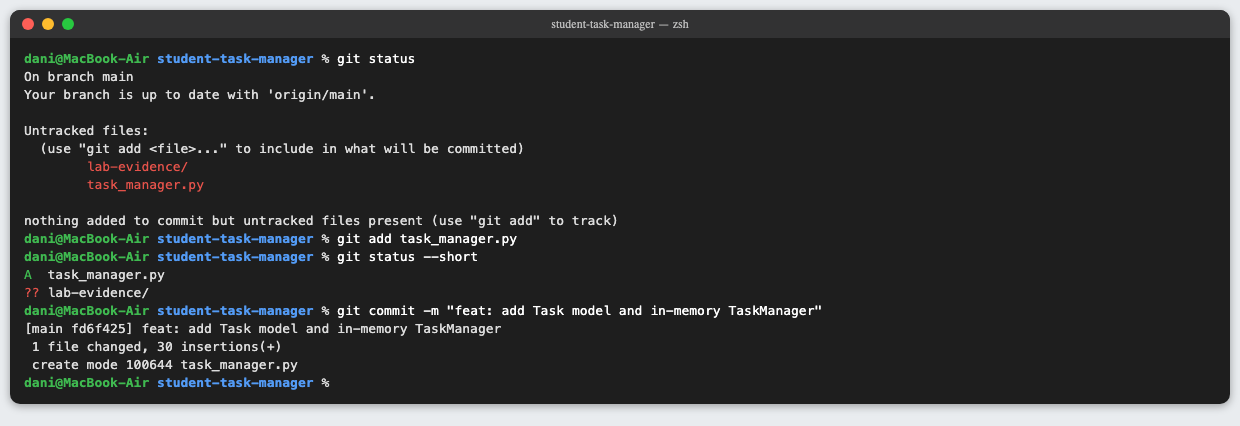 student-task-manager — zsh
dani@MacBook-Air student-task-manager % git status
On branch main
Your branch is up to date with 'origin/main'.
Untracked files:
  (use "git add <file>..." to include in what will be committed)
        lab-evidence/
        task_manager.py
nothing added to commit but untracked files present (use "git add" to track)
dani@MacBook-Air student-task-manager % git add task_manager.py
dani@MacBook-Air student-task-manager % git status --short
A  task_manager.py
?? lab-evidence/
dani@MacBook-Air student-task-manager % git commit -m "feat: add Task model and in-memory TaskManager"
[main fd6f425] feat: add Task model and in-memory TaskManager
 1 file changed, 30 insertions(+)
 create mode 100644 task_manager.py
dani@MacBook-Air student-task-manager %